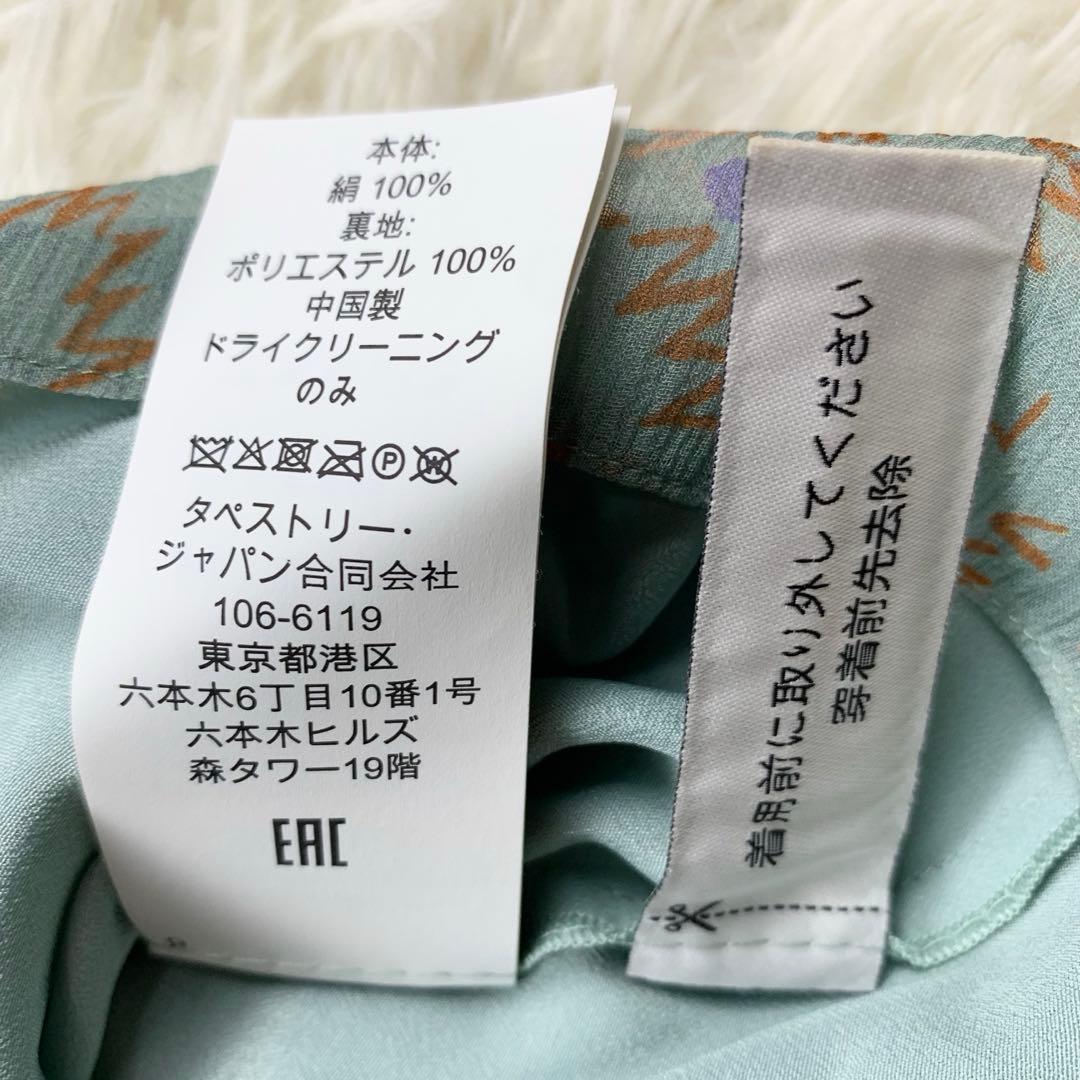 本体:
絹 100%
裏地:
ポリエステル 100%
中国製
ドライクリーニング
のみ
P W
タペストリー・
ジャパン合同会社
106-6119
東京都港区
六本木6丁目10番1号
六本木ヒルズ
森タワー19階
EAC
着用前に取り外してください
穿着前先去除